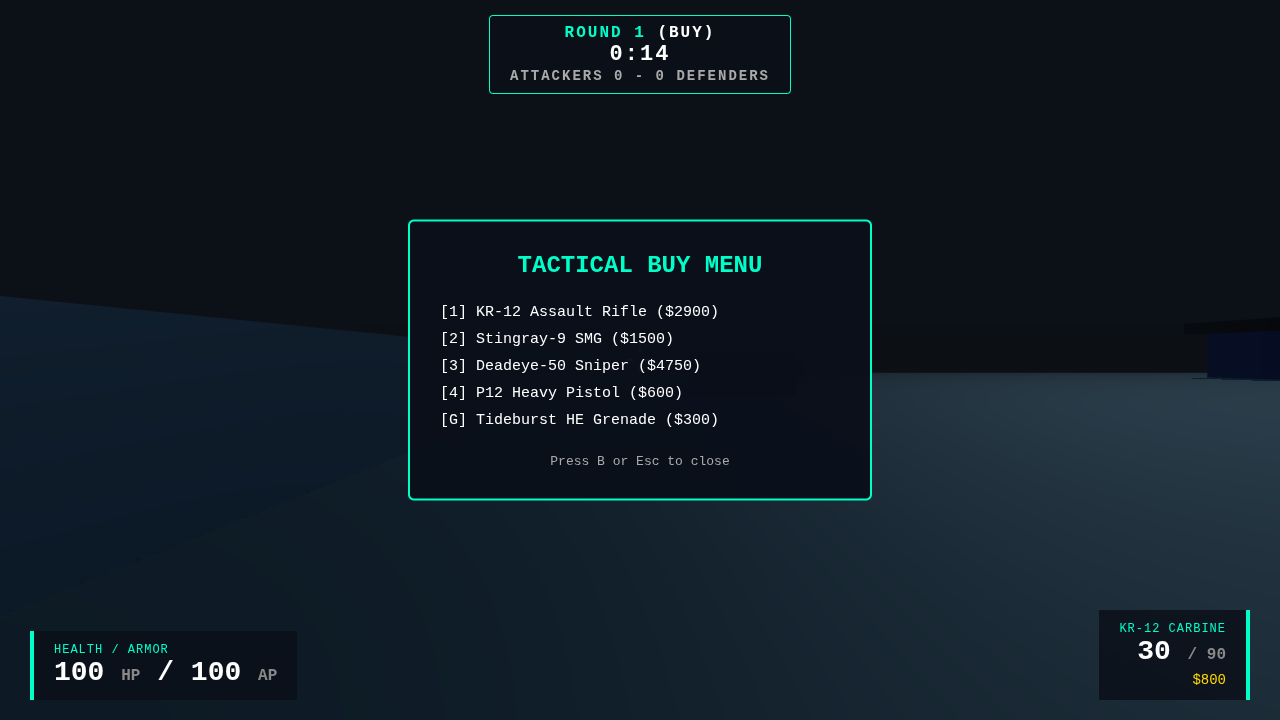 ROUND 1 (BUY)
0:14
ATTACKERS 0 - 0 DEFENDERS
TACTICAL BUY MENU
[1] KR-12 Assault Rifle ($2900)
[2] Stingray-9 SMG ($1500)
[3] Deadeye-50 Sniper ($4750)
[4] P12 Heavy Pistol ($600)
[G] Tideburst HE Grenade ($300)
Press B or Esc to close
HEALTH / ARMOR
100 HP / 100 AP
KR-12 CARBINE
30 / 90
$800